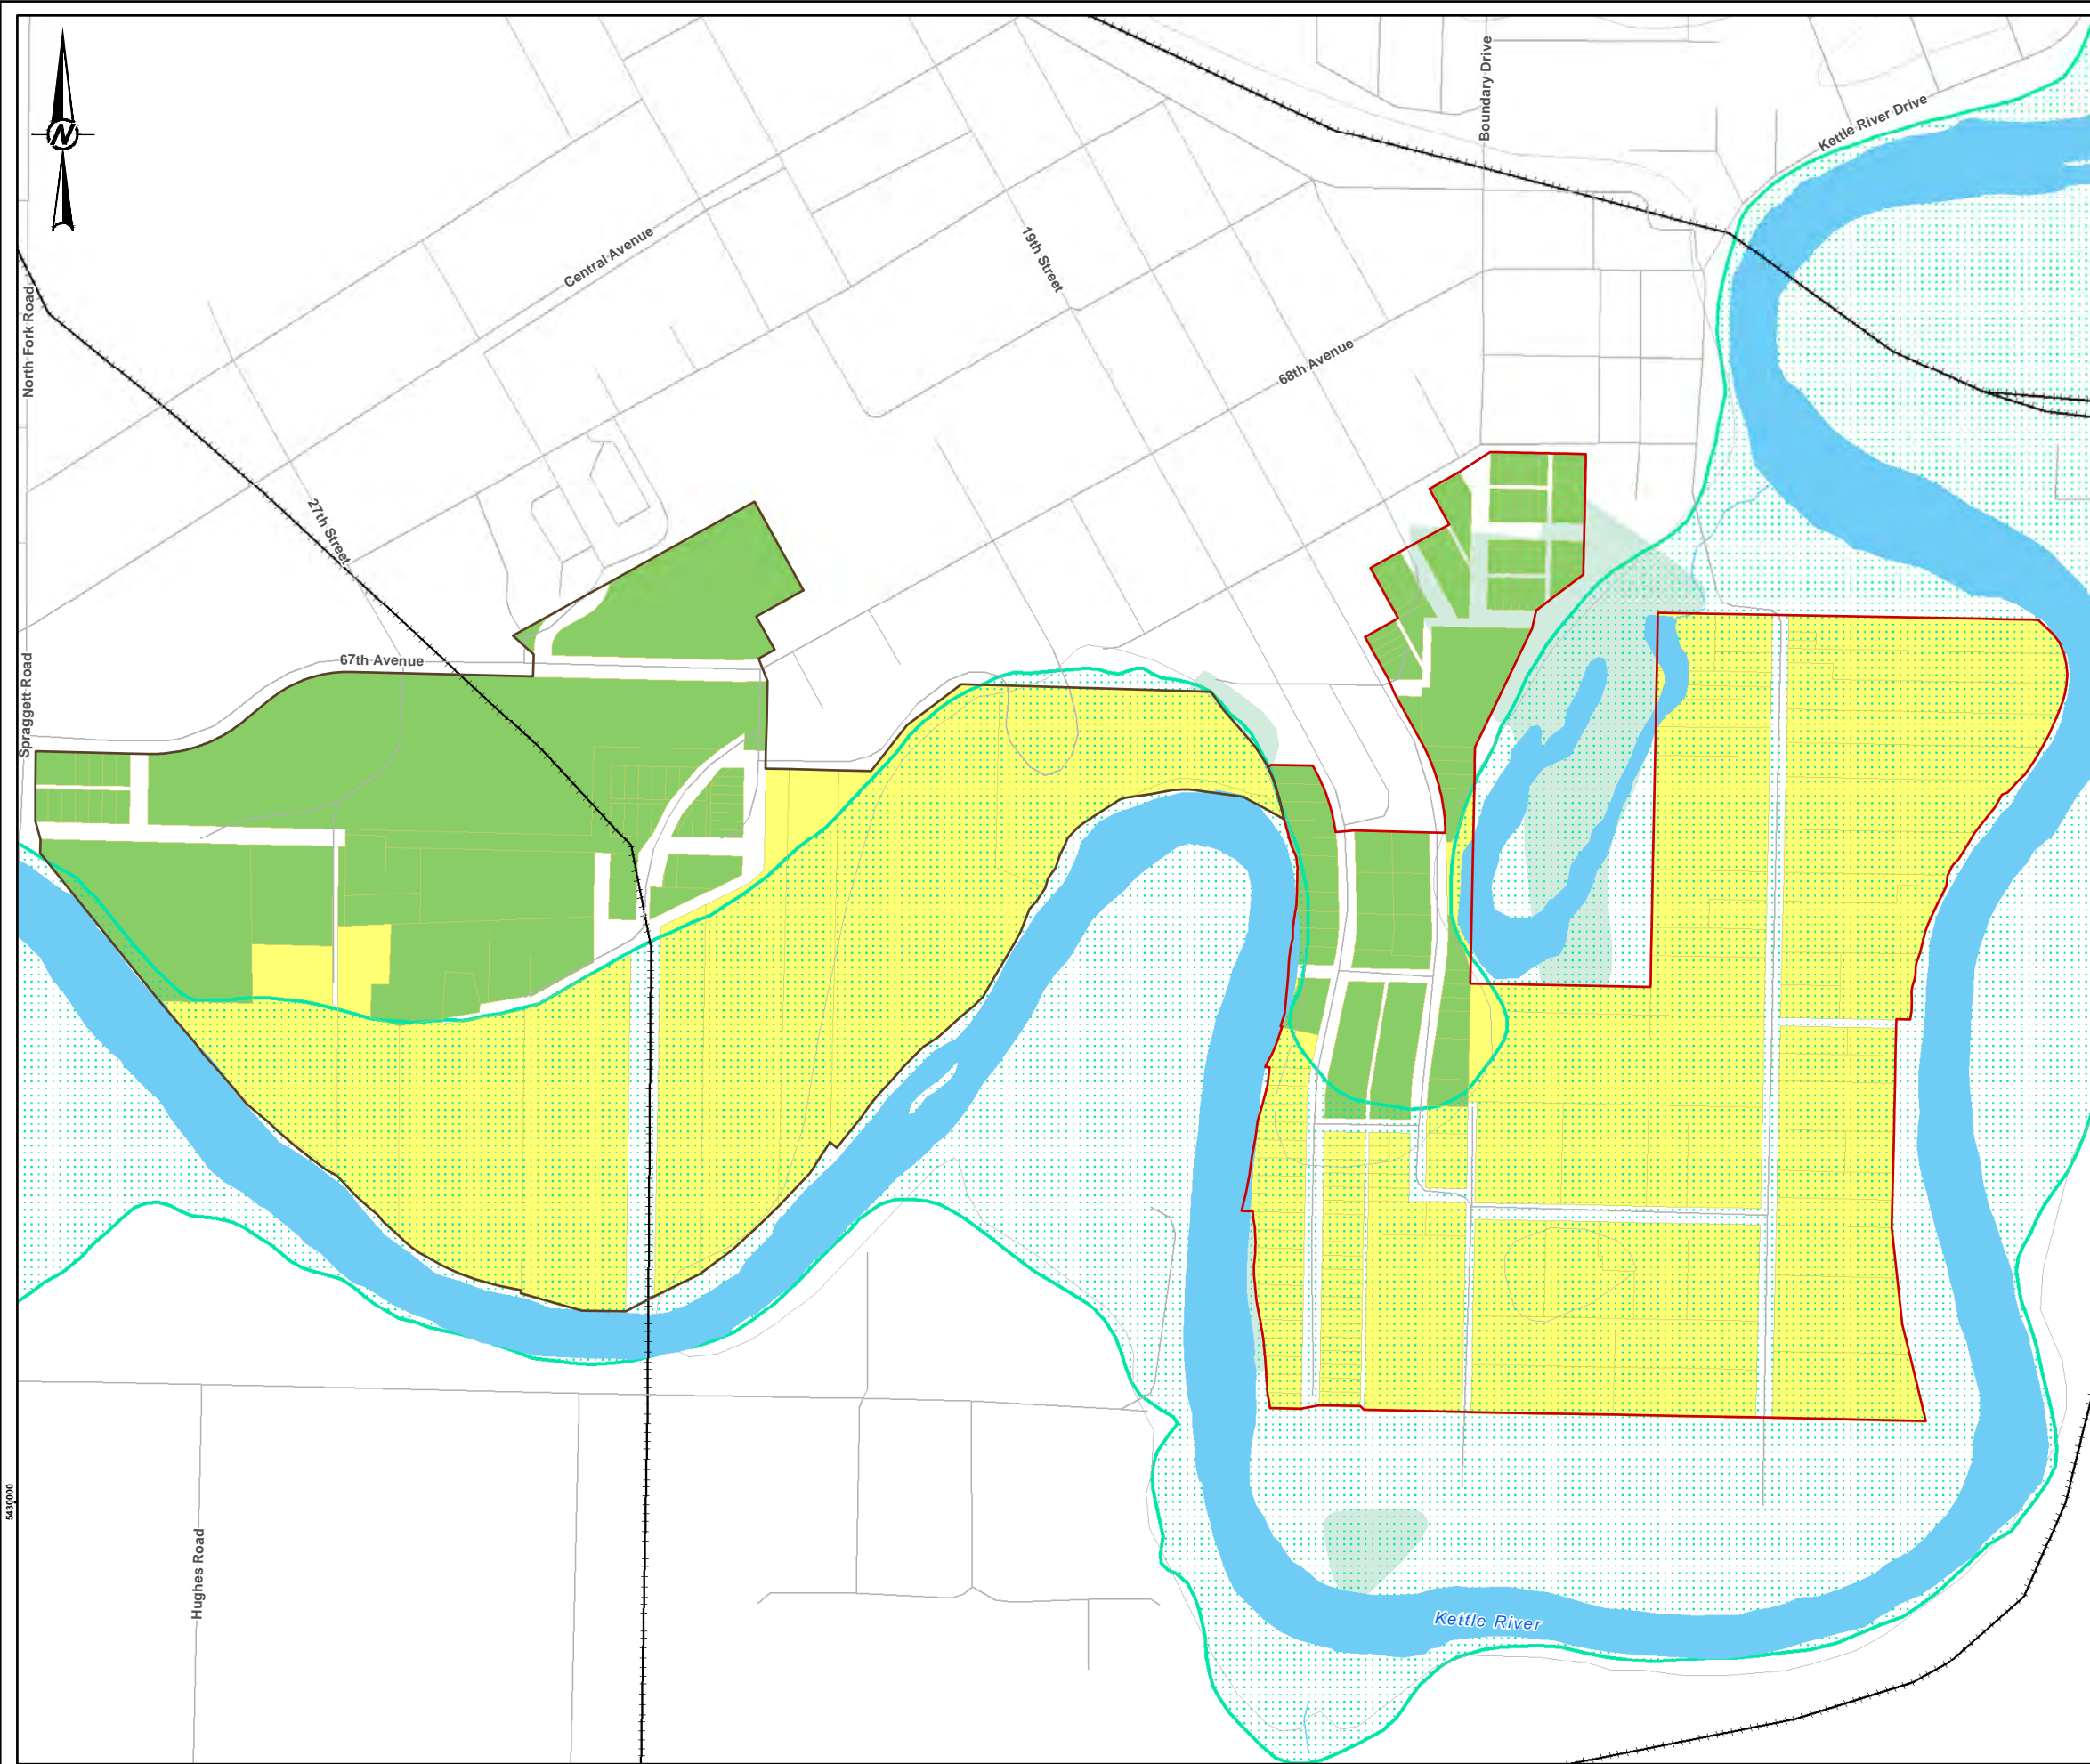 Boundary Drive
Kettle River Drive
N
Central Avenue
19th Street
North Fork Road
68th Avenue
27th Street
67th Avenue
Spraggett Road
5430000
Hughes Road
Kettle River